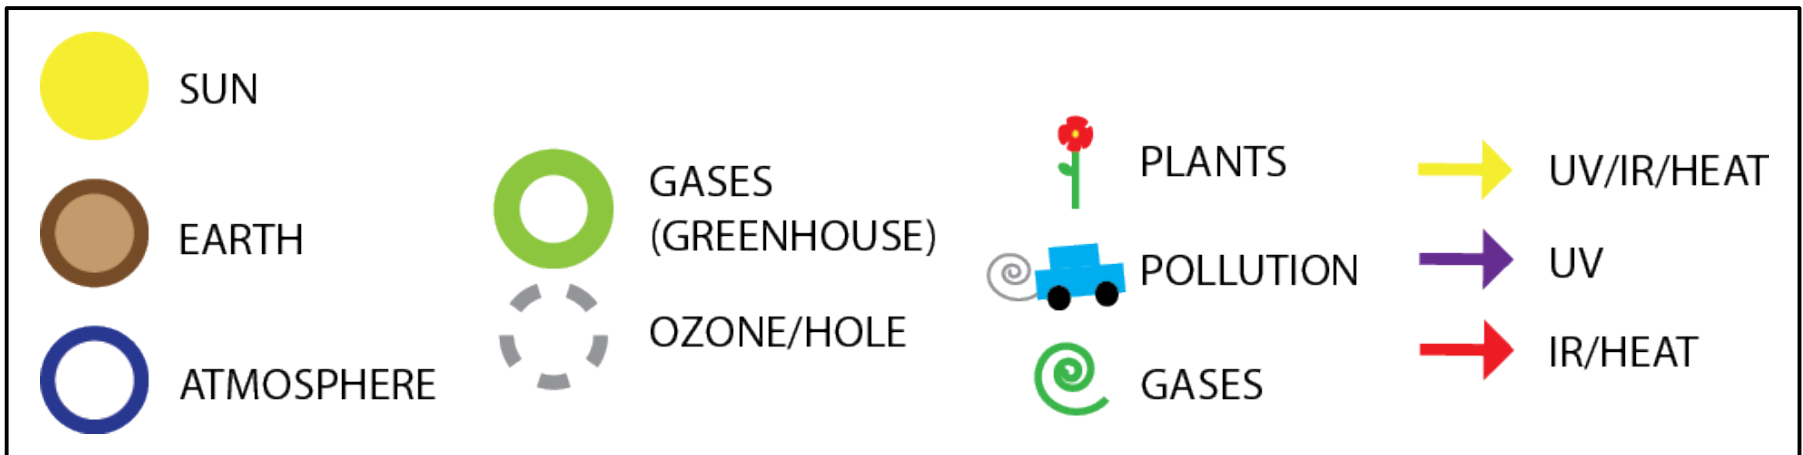 SUN
EARTH
ATMOSPHERE
GASES
(GREENHOUSE)
OZONE/HOLE
PLANTS
POLLUTION
GASES
UV/IR/HEAT
UV
IR/HEAT